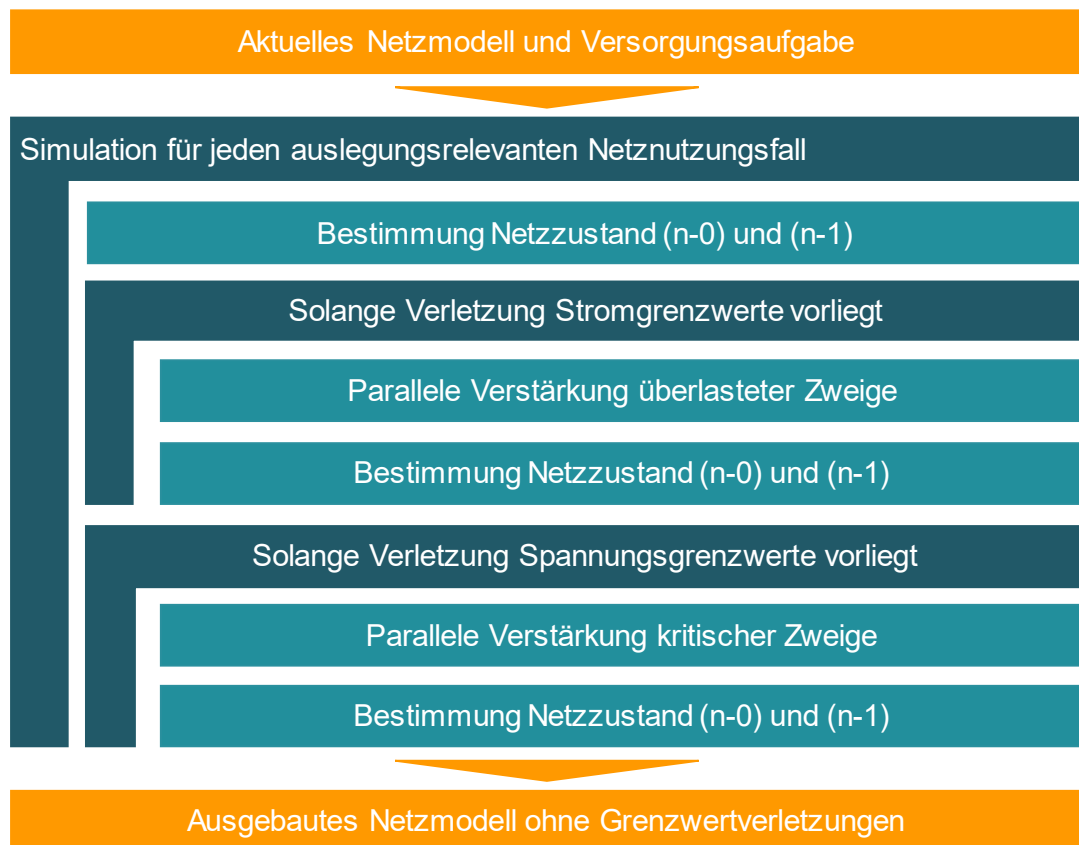 Aktuelles Netzmodell und Versorgungsaufgabe
Simulation für jeden auslegungsrelevanten Netznutzungsfall
Bestimmung Netzzustand (n-0) und (n-1)
Solange Verletzung Stromgrenzwerte vorliegt
Parallele Verstärkung überlasteter Zweige
Bestimmung Netzzustand (n-0) und (n-1)
Solange Verletzung Spannungsgrenzwerte vorliegt
Parallele Verstärkung kritischer Zweige
Bestimmung Netzzustand (n-0) und (n-1)
Ausgebautes Netzmodell ohne Grenzwertverletzungen